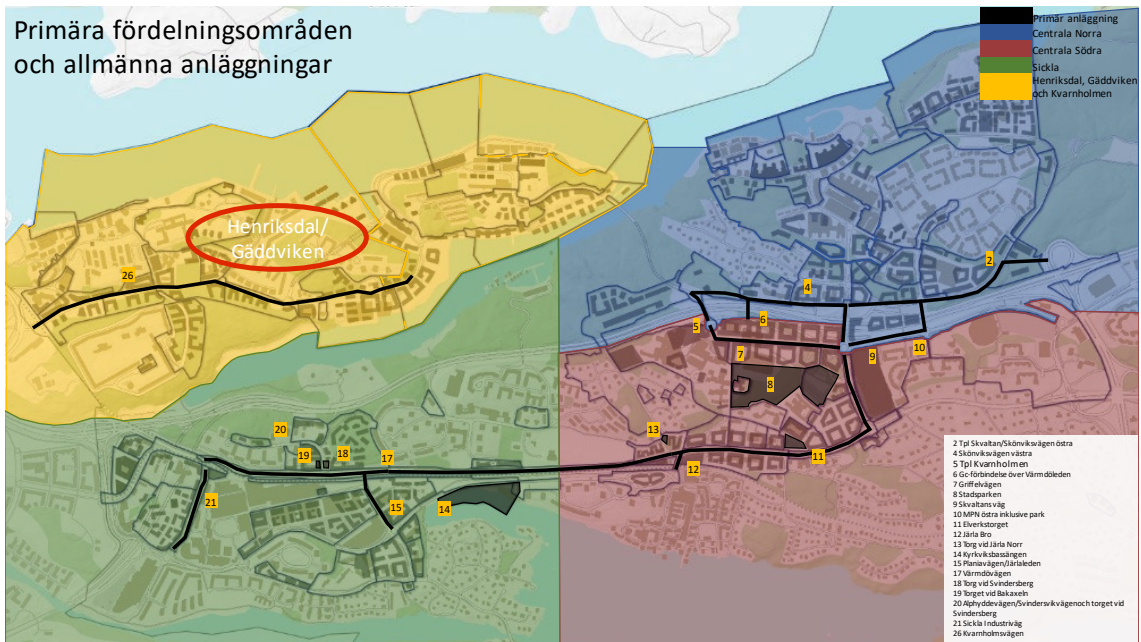 Primära fördelningsområden
och allmänna anläggningar
Primär anläggning
Centrala Norra
Centrala Södra
Sickla
Henriksdal, Gäddviken
och Kvarnholmen
Henriksdal/
Gäddviken
26
2
4
6
5
7
9
10
8
13
11
12
20
19
18
17
21
15
14
2 Tpl Skvaltan/Skönviksvägen östra
4 Skönviksvägen västra
5 Tpl Kvarnholmen
6 Gc-förbindelse över Värmdöleden
7 Griffelvägen
8 Stadsparken
9 Skvaltans väg
10 MPN östra inklusive park
11 Elverkstorget
12 Järla Bro
13 Torg vid Järla Norr
14 Kyrkviksbassängen
15 Planiavägen/Järlaleden
17 Värmdövägen
18 Torg vid Svindersberg
19 Torget vid Bakaxeln
20 Alphyddevägen/Svindersvikvägenoch torget vid
Svindersberg
21 Sickla Industriväg
26 Kvarnholmsvägen